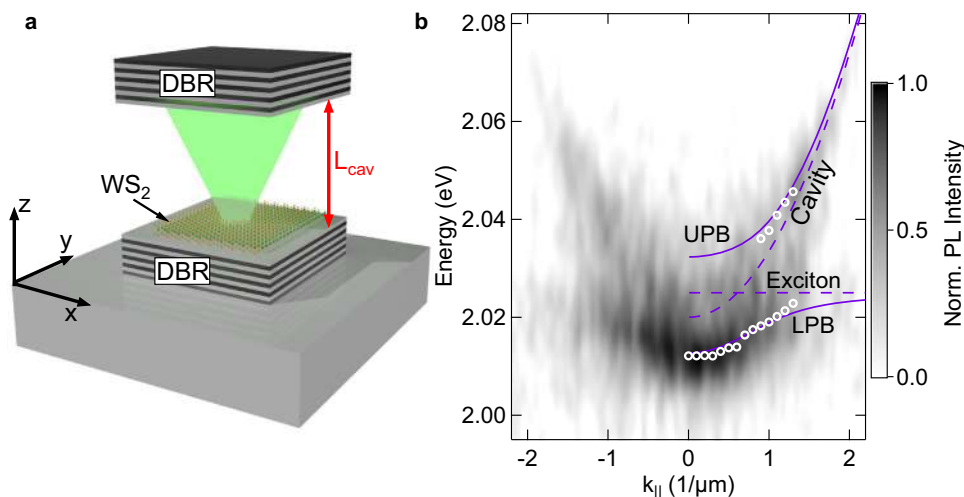 a
DBR
L_cav
WS_2
DBR
z
y
x
b
2.08
2.06
2.04
2.02
2.00
Energy (eV)
UPB
Cavity
Exciton
LPB
-2
-1
0
1
2
k_|| (1/µm)
1.0
0.5
0.0
Norm. PL Intensity